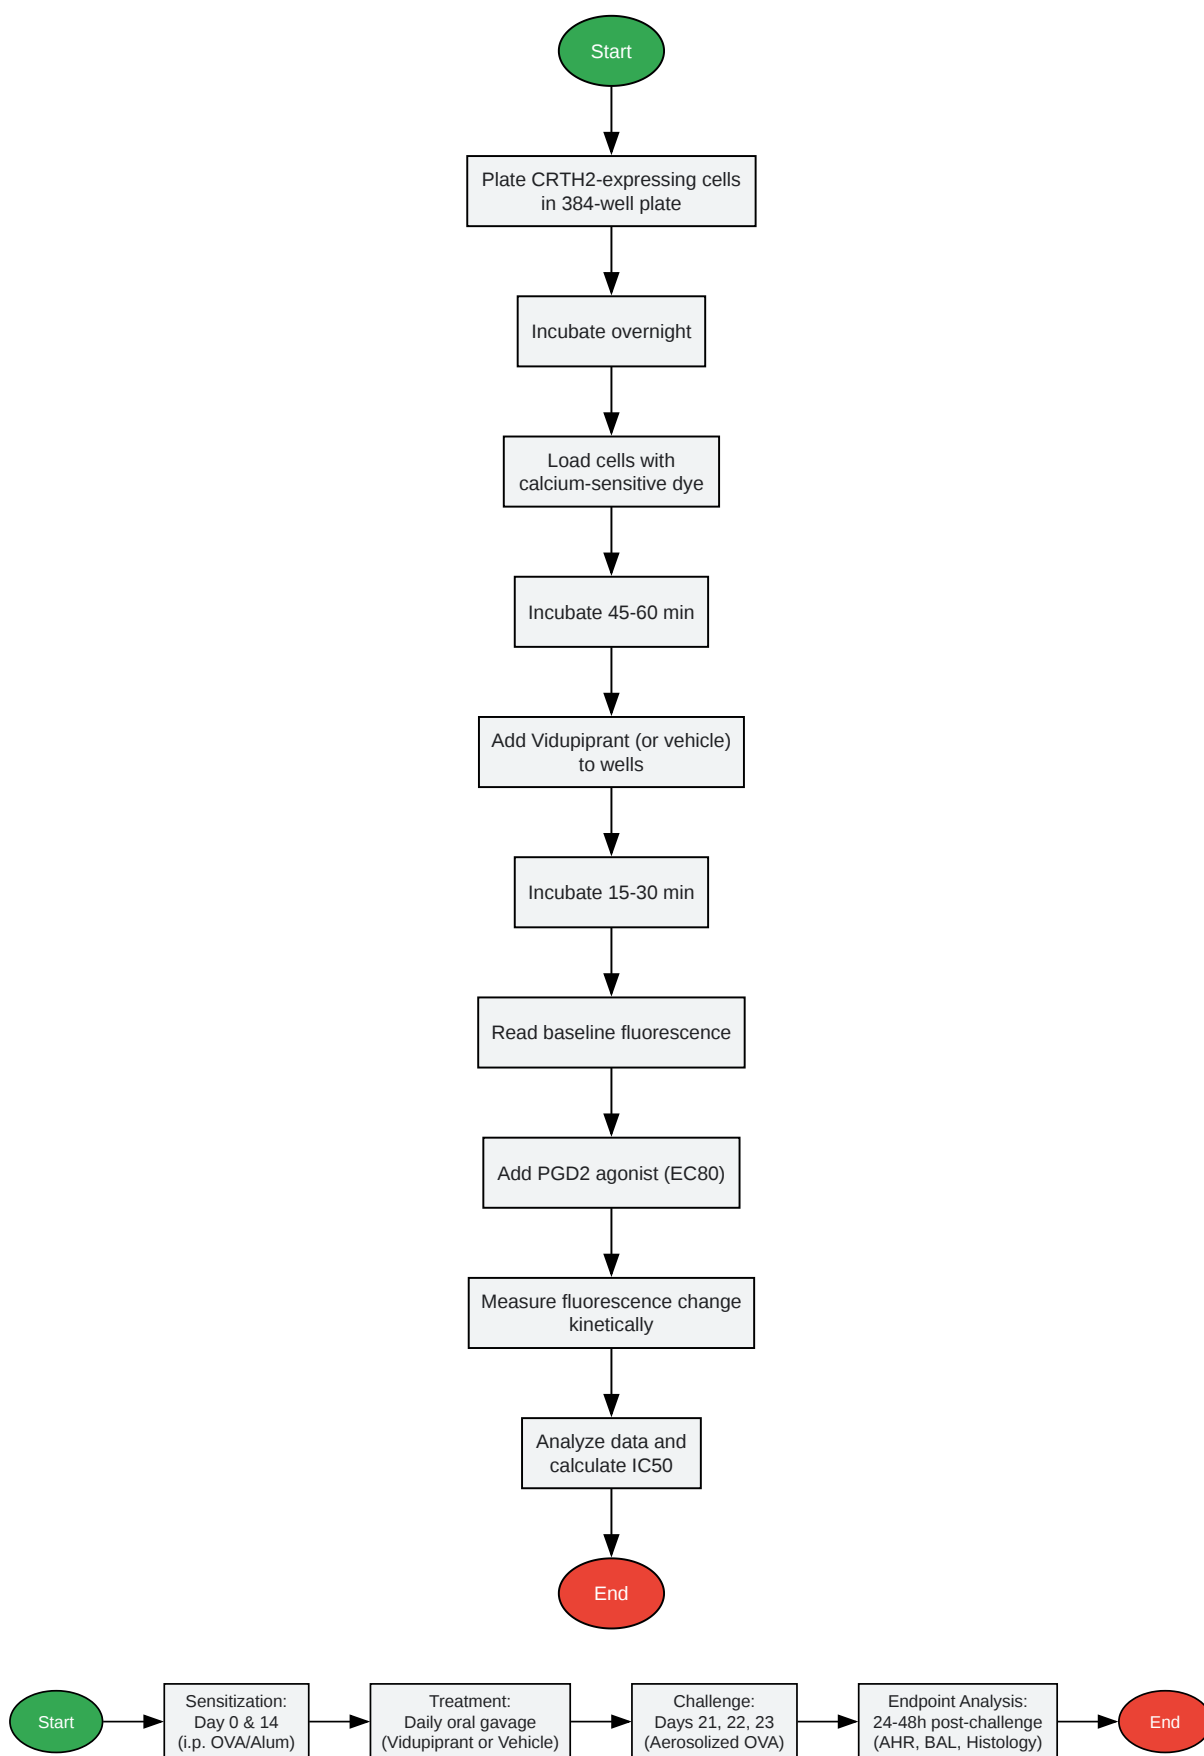 Start
Plate CRTH2-expressing cells
in 384-well plate
Incubate overnight
Load cells with
calcium-sensitive dye
Incubate 45-60 min
Add Vidupiprant (or vehicle)
to wells
Incubate 15-30 min
Read baseline fluorescence
Add PGD2 agonist (EC80)
Measure fluorescence change
kinetically
Analyze data and
calculate IC50
End
Start
Sensitization:
Day 0 & 14
(i.p. OVA/Alum)
Treatment:
Daily oral gavage
(Vidupiprant or Vehicle)
Challenge:
Days 21, 22, 23
(Aerosolized OVA)
Endpoint Analysis:
24-48h post-challenge
(AHR, BAL, Histology)
End